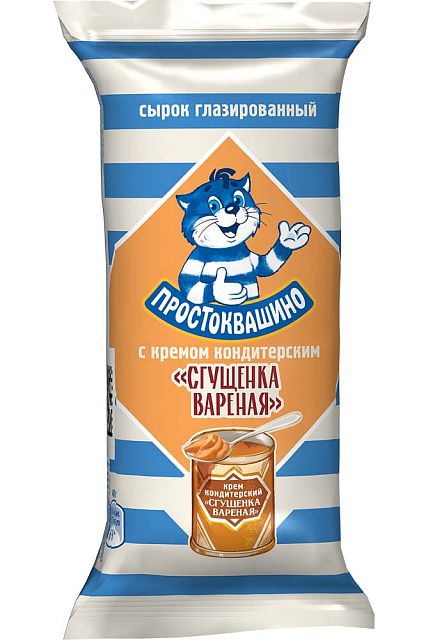 сырок глазированный
ПРОСТОКВАШИНО
с кремом кондитерским
«СГУЩЕНКА
ВАРЕНАЯ»
крем
кондитерский
«СГУЩЕНКА
ВАРЕНАЯ»